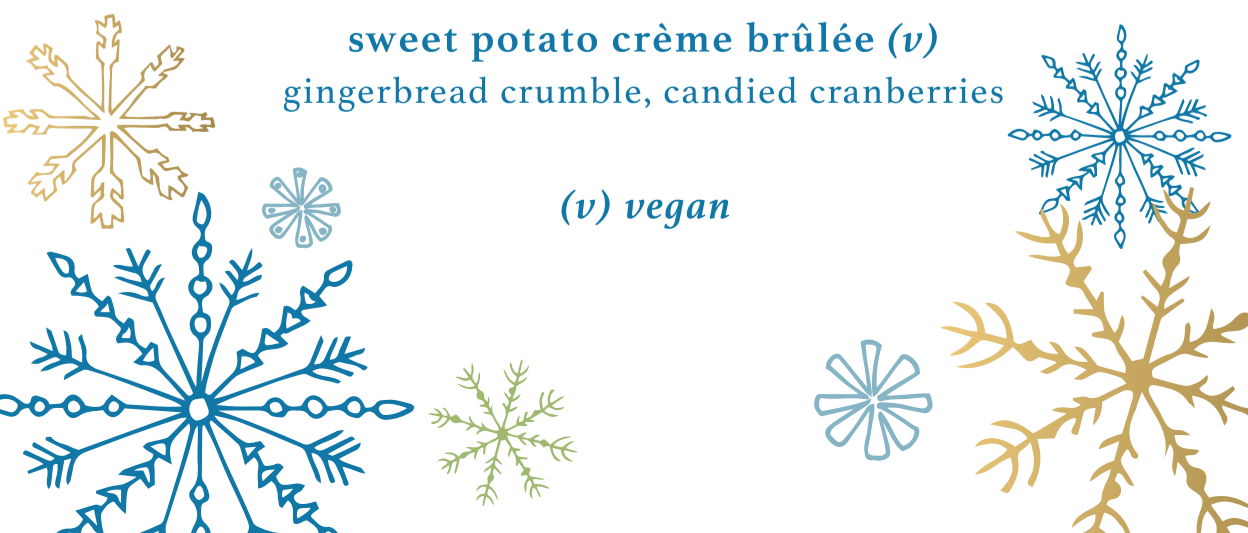 sweet potato crème brûlée (v)
gingerbread crumble, candied cranberries
(v) vegan